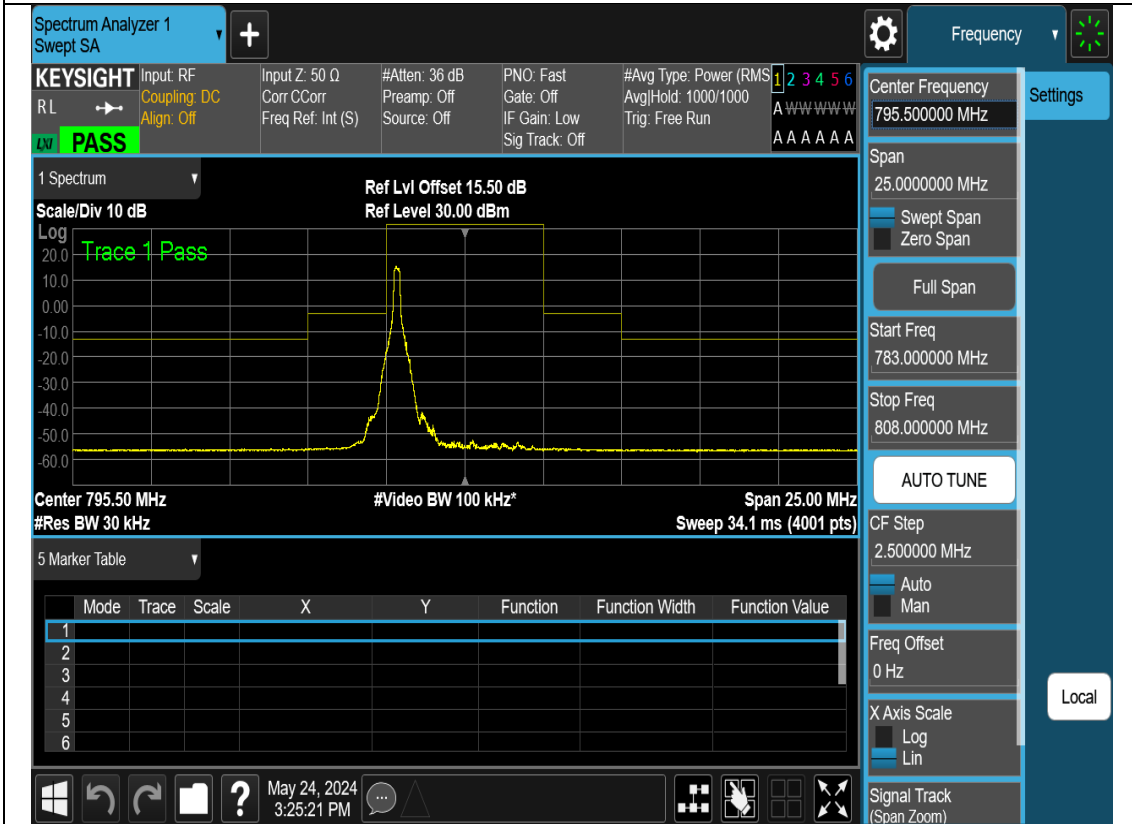 Spectrum Analyzer 1
Swept SA
Frequency
KEYSIGHT
RL
LXI
PASS
Input: RF
Coupling: DC
Align: Off
Input Z: 50 Ω
Corr CCorr
Freq Ref: Int (S)
#Atten: 36 dB
Preamp: Off
Source: Off
PNO: Fast
Gate: Off
IF Gain: Low
Sig Track: Off
#Avg Type: Power (RMS
Avg|Hold: 1000/1000
Trig: Free Run
1 2 3 4 5 6
A W W W W W
A A A A A A
1 Spectrum
Scale/Div 10 dB
Ref Lvl Offset 15.50 dB
Ref Level 30.00 dBm
Log
Trace 1 Pass
20.0
10.0
0.00
-10.0
-20.0
-30.0
-40.0
-50.0
-60.0
Center 795.50 MHz
#Video BW 100 kHz*
Span 25.00 MHz
#Res BW 30 kHz
Sweep 34.1 ms (4001 pts)
5 Marker Table
Mode Trace Scale X Y Function Function Width Function Value
1
2
3
4
5
6
?
May 24, 2024
3:25:21 PM
Center Frequency
795.500000 MHz
Span
25.0000000 MHz
Swept Span
Zero Span
Full Span
Start Freq
783.000000 MHz
Stop Freq
808.000000 MHz
AUTO TUNE
CF Step
2.500000 MHz
Auto
Man
Freq Offset
0 Hz
X Axis Scale
Log
Lin
Signal Track
(Span Zoom)
Settings
Local